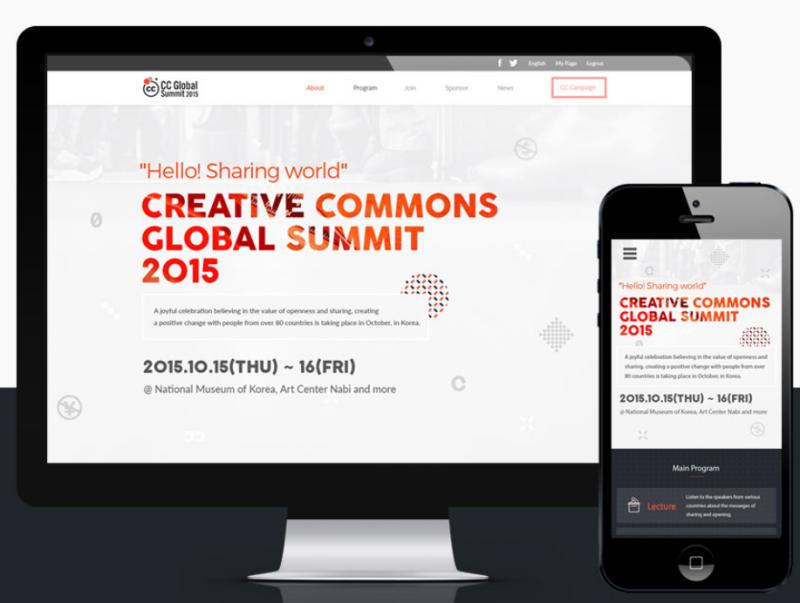 English My Page Logout
CC Global
Summit 2015
About Program Join Sponsor News CC Campaign
"Hello! Sharing world"
CREATIVE COMMONS
GLOBAL SUMMIT
2015
A joyful celebration believing in the value of openness and sharing, creating
a positive change with people from over 80 countries is taking place in October, in Korea.
2015.10.15(THU) ~ 16(FRI)
@ National Museum of Korea, Art Center Nabi and more
"Hello! Sharing world"
CREATIVE COMMONS
GLOBAL SUMMIT
2015
A joyful celebration believing in the value of openness and
sharing, creating a positive change with people from over
80 countries is taking place in October, in Korea.
2015.10.15(THU) ~ 16(FRI)
@ National Museum of Korea, Art Center Nabi and more
Main Program
Lecture
Listen to the speakers from various
countries about the messages of
sharing and opening.